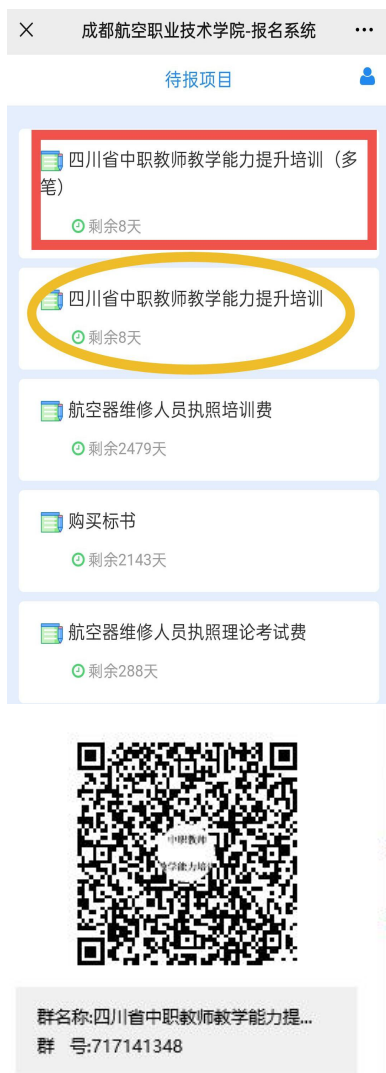 成都航空职业技术学院-报名系统
待报项目
四川省中职教师教学能力提升培训（多
笔）
剩余8天
四川省中职教师教学能力提升培训
剩余8天
航空器维修人员执照培训费
剩余2479天
购买标书
剩余2143天
航空器维修人员执照理论考试费
剩余288天
中职教师
教学能力培训
群名称:四川省中职教师教学能力提...
群 号:717141348